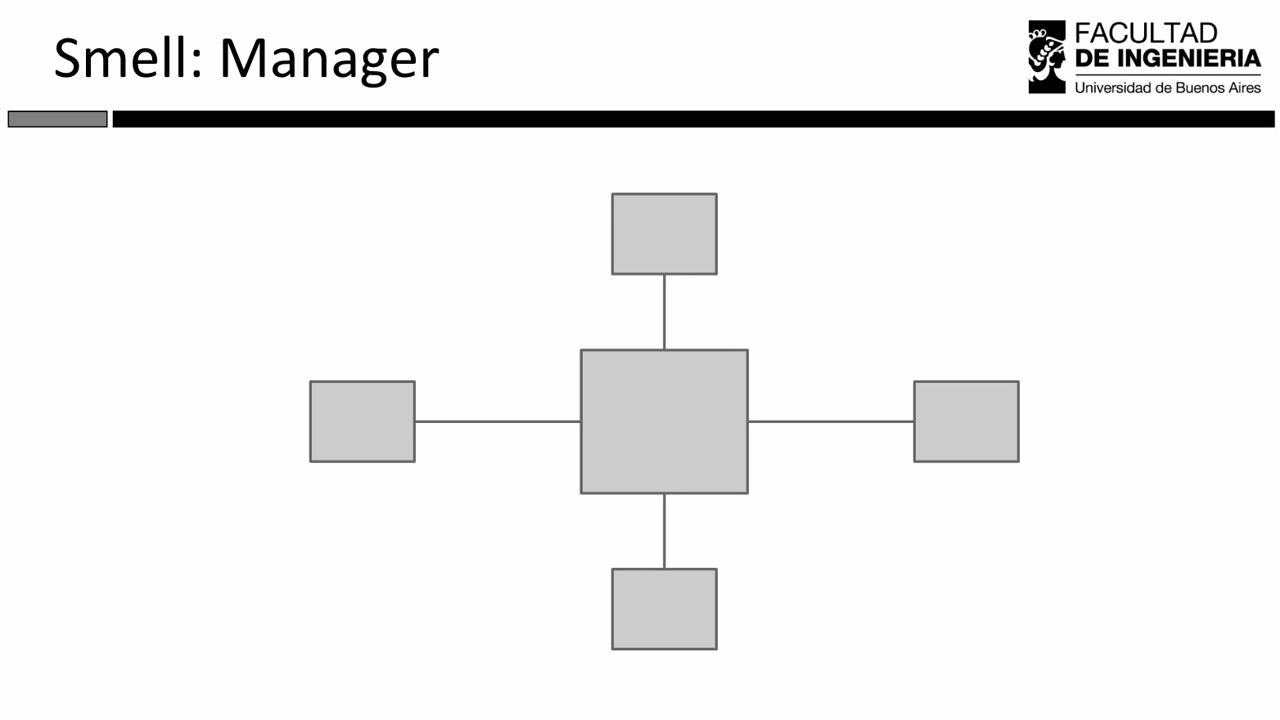 Smell: Manager
FACULTAD
DE INGENIERIA
Universidad de Buenos Aires